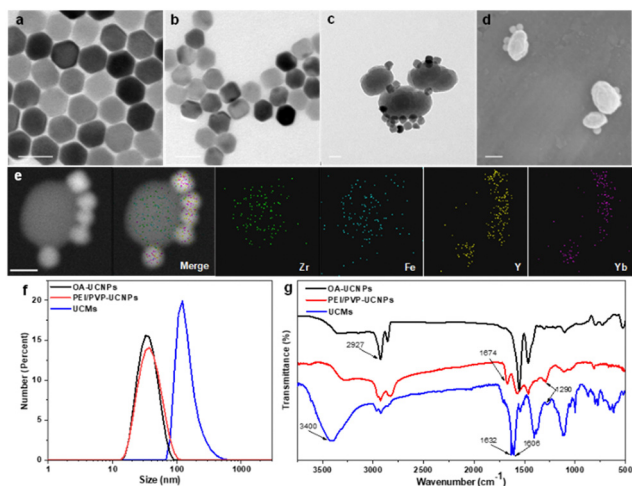 a
b
c
d
e
Merge
Zr
Fe
Y
Yb
f
OA-UCNPs
PEI/PVP-UCNPs
UCMs
20
15
10
5
0
1
10
100
1000
Number (Percent)
Size (nm)
g
OA-UCNPs
PEI/PVP-UCNPs
UCMs
2927
1674
1290
3400
1632
1606
3500
3000
2500
2000
1500
1000
500
Transmittance (%)
Wavenumber (cm⁻¹)